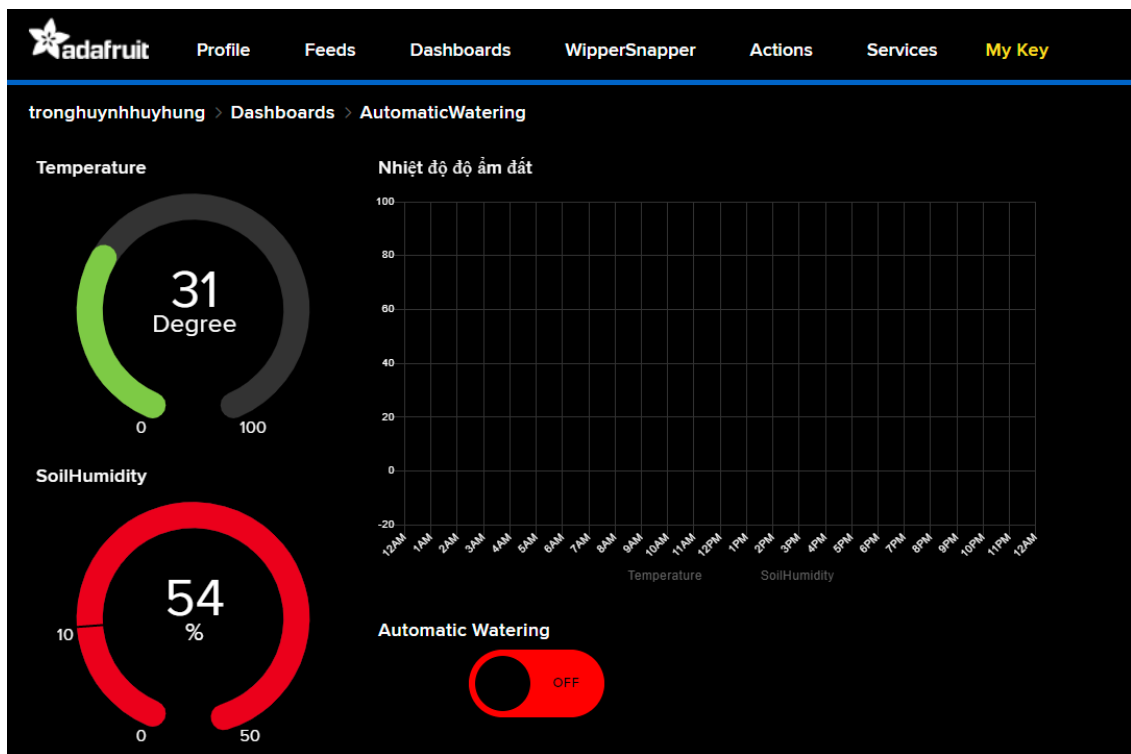 adafruit Profile Feeds Dashboards WipperSnapper Actions Services My Key
tronghuynhhuyhung > Dashboards > AutomaticWatering
Temperature
31
Degree
0 100
SoilHumidity
54
%
10
0 50
Nhiệt độ độ ẩm đất
100
80
60
40
20
0
-20
12AM 1AM 2AM 3AM 4AM 5AM 6AM 7AM 8AM 9AM 10AM 11AM 12PM 1PM 2PM 3PM 4PM 5PM 6PM 7PM 8PM 9PM 10PM 11PM 12AM
Temperature SoilHumidity
Automatic Watering
OFF